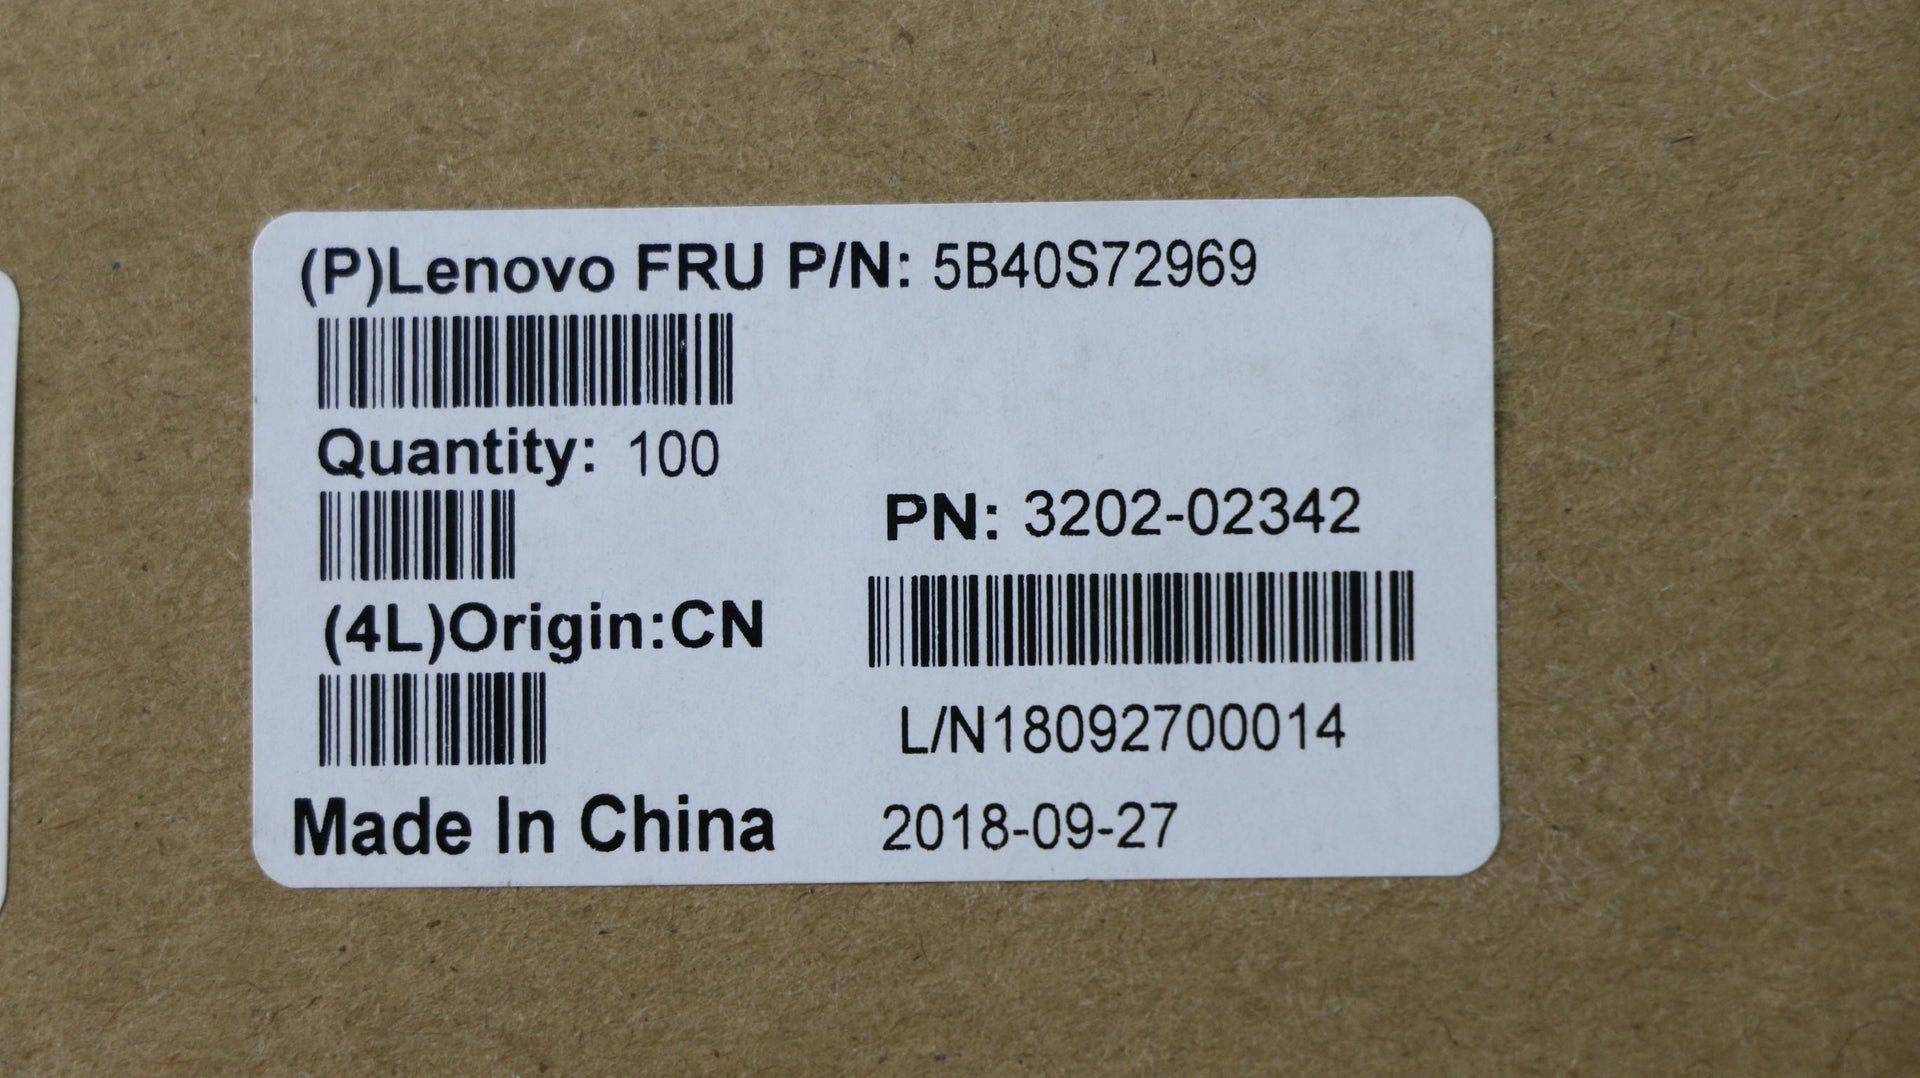 (P)Lenovo FRU P/N: 5B40S72969
Quantity: 100
(4L)Origin:CN
Made In China
PN: 3202-02342
L/N18092700014
2018-09-27